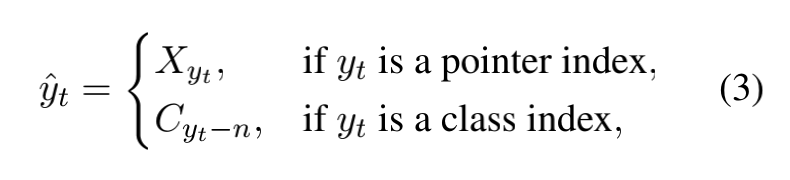 ŷ_t = { X_{y_t}, if y_t is a pointer index,
C_{y_t−n}, if y_t is a class index, (3)